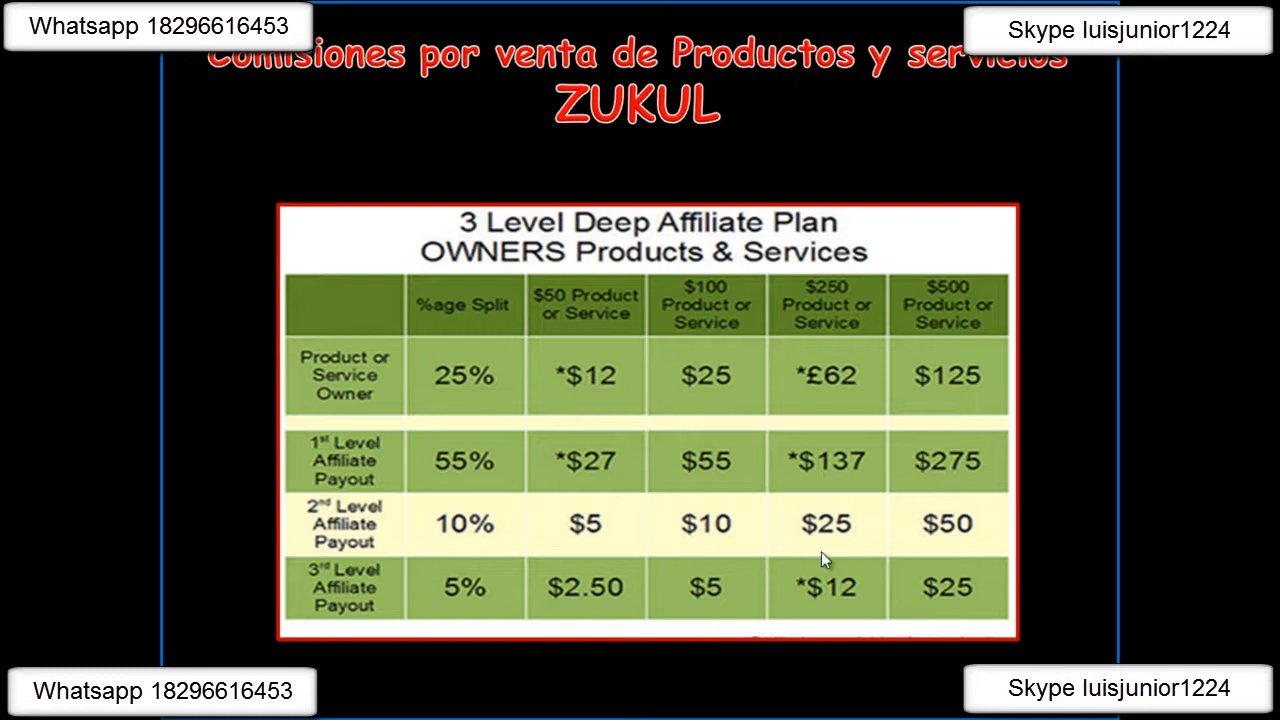 Whatsapp 18296616453
Skype luisjunior1224
Comisiones por venta de Productos y servicios
ZUKUL
3 Level Deep Affiliate Plan
OWNERS Products & Services
%age Split
$50 Product
or Service
$100
Product or
Service
$250
Product or
Service
$500
Product or
Service
Product or
Service
Owner
25%
*$12
$25
*£62
$125
1st Level
Affiliate
Payout
55%
*$27
$55
*$137
$275
2nd Level
Affiliate
Payout
10%
$5
$10
$25
$50
3rd Level
Affiliate
Payout
5%
$2.50
$5
*$12
$25
Whatsapp 18296616453
Skype luisjunior1224